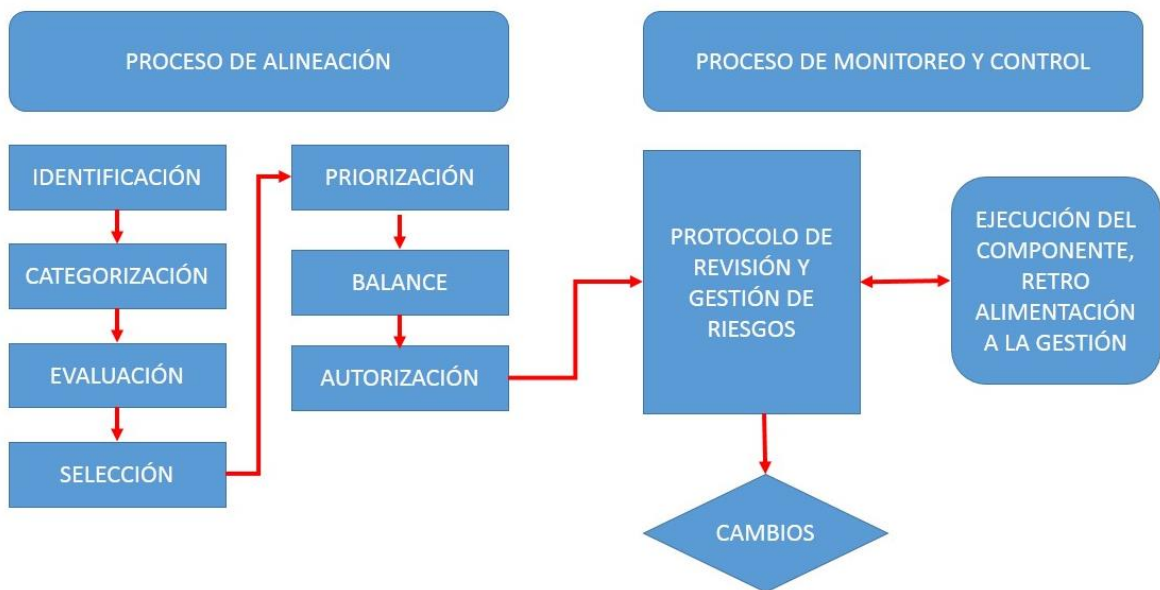 PROCESO DE ALINEACIÓN
PROCESO DE MONITOREO Y CONTROL
IDENTIFICACIÓN
CATEGORIZACIÓN
EVALUACIÓN
SELECCIÓN
PRIORIZACIÓN
BALANCE
AUTORIZACIÓN
PROTOCOLO DE
REVISIÓN Y
GESTIÓN DE
RIESGOS
EJECUCIÓN DEL
COMPONENTE,
RETRO
ALIMENTACIÓN
A LA GESTIÓN
CAMBIOS